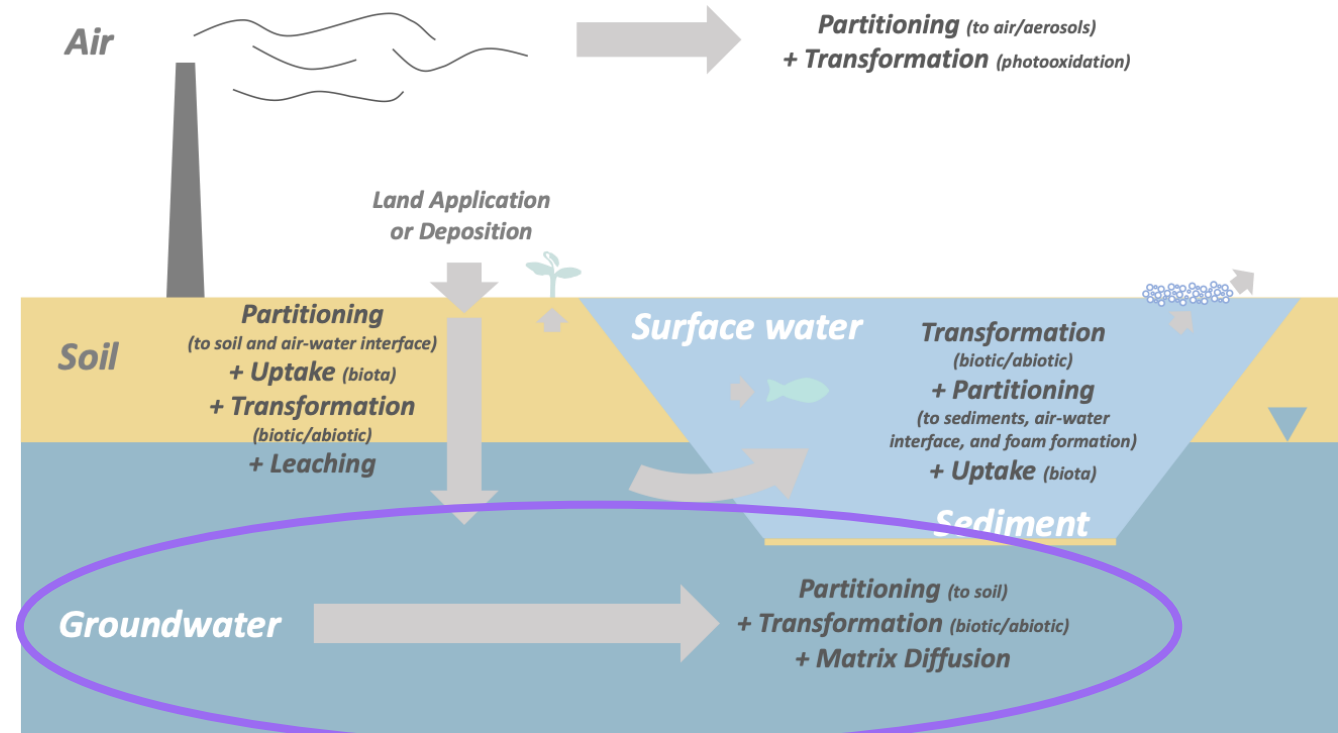 Air
Partitioning (to air/aerosols)
+ Transformation (photooxidation)
Land Application
or Deposition
Soil
Partitioning
(to soil and air-water interface)
+ Uptake (biota)
+ Transformation
(biotic/abiotic)
+ Leaching
Surface water
Transformation
(biotic/abiotic)
+ Partitioning
(to sediments, air-water
interface, and foam formation)
+ Uptake (biota)
Sediment
Groundwater
Partitioning (to soil)
+ Transformation (biotic/abiotic)
+ Matrix Diffusion